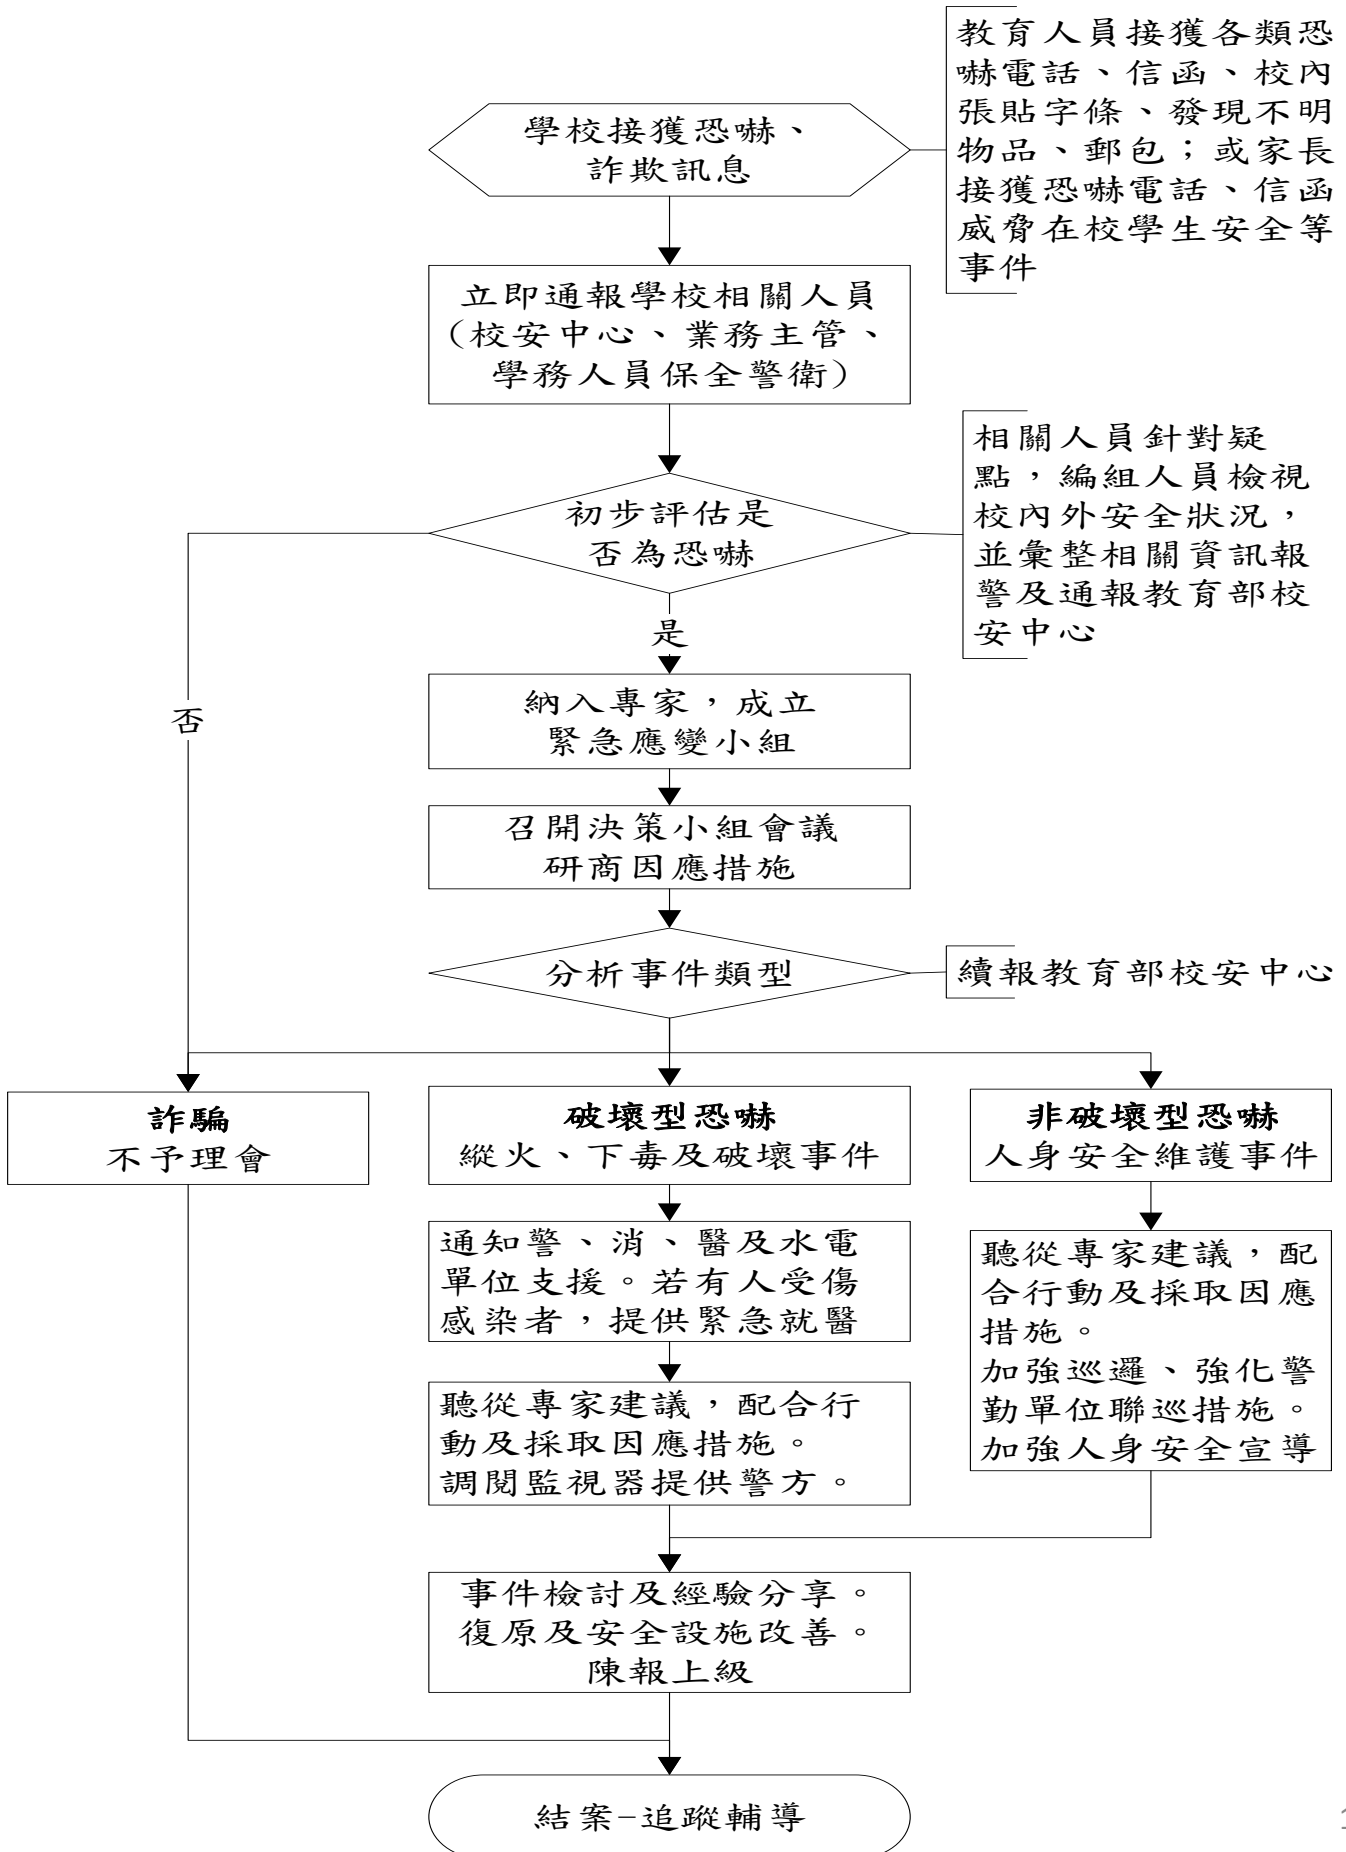 教育人員接獲各類恐
嚇電話、信函、校內
張貼字條、發現不明
物品、郵包；或家長
接獲恐嚇電話、信函
威脅在校學生安全等
事件
學校接獲恐嚇、
詐欺訊息
立即通報學校相關人員
(校安中心、業務主管、
學務人員保全警衛)
相關人員針對疑
點，編組人員檢視
校內外安全狀況，
並彙整相關資訊報
警及通報教育部校
安中心
初步評估是
否為恐嚇
是
否
納入專家，成立
緊急應變小組
召開決策小組會議
研商因應措施
分析事件類型
續報教育部校安中心
詐騙
不予理會
破壞型恐嚇
縱火、下毒及破壞事件
非破壞型恐嚇
人身安全維護事件
通知警、消、醫及水電
單位支援。若有人受傷
感染者，提供緊急就醫
聽從專家建議，配合行
動及採取因應措施。
調閱監視器提供警方。
聽從專家建議，配
合行動及採取因應
措施。
加強巡邏、強化警
勤單位聯巡措施。
加強人身安全宣導
事件檢討及經驗分享。
復原及安全設施改善。
陳報上級
結案-追蹤輔導